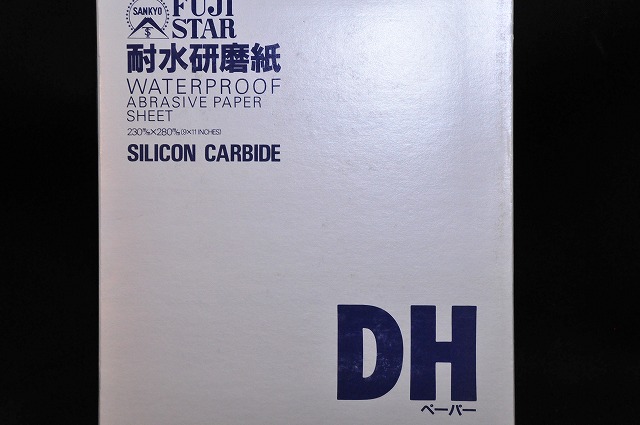 SANKYO
FUJI
STAR
耐水研磨紙
WATERPROOF
ABRASIVE PAPER
SHEET
230㎜×280㎜(9×11 INCHES)
SILICON CARBIDE
DH
ペーパー